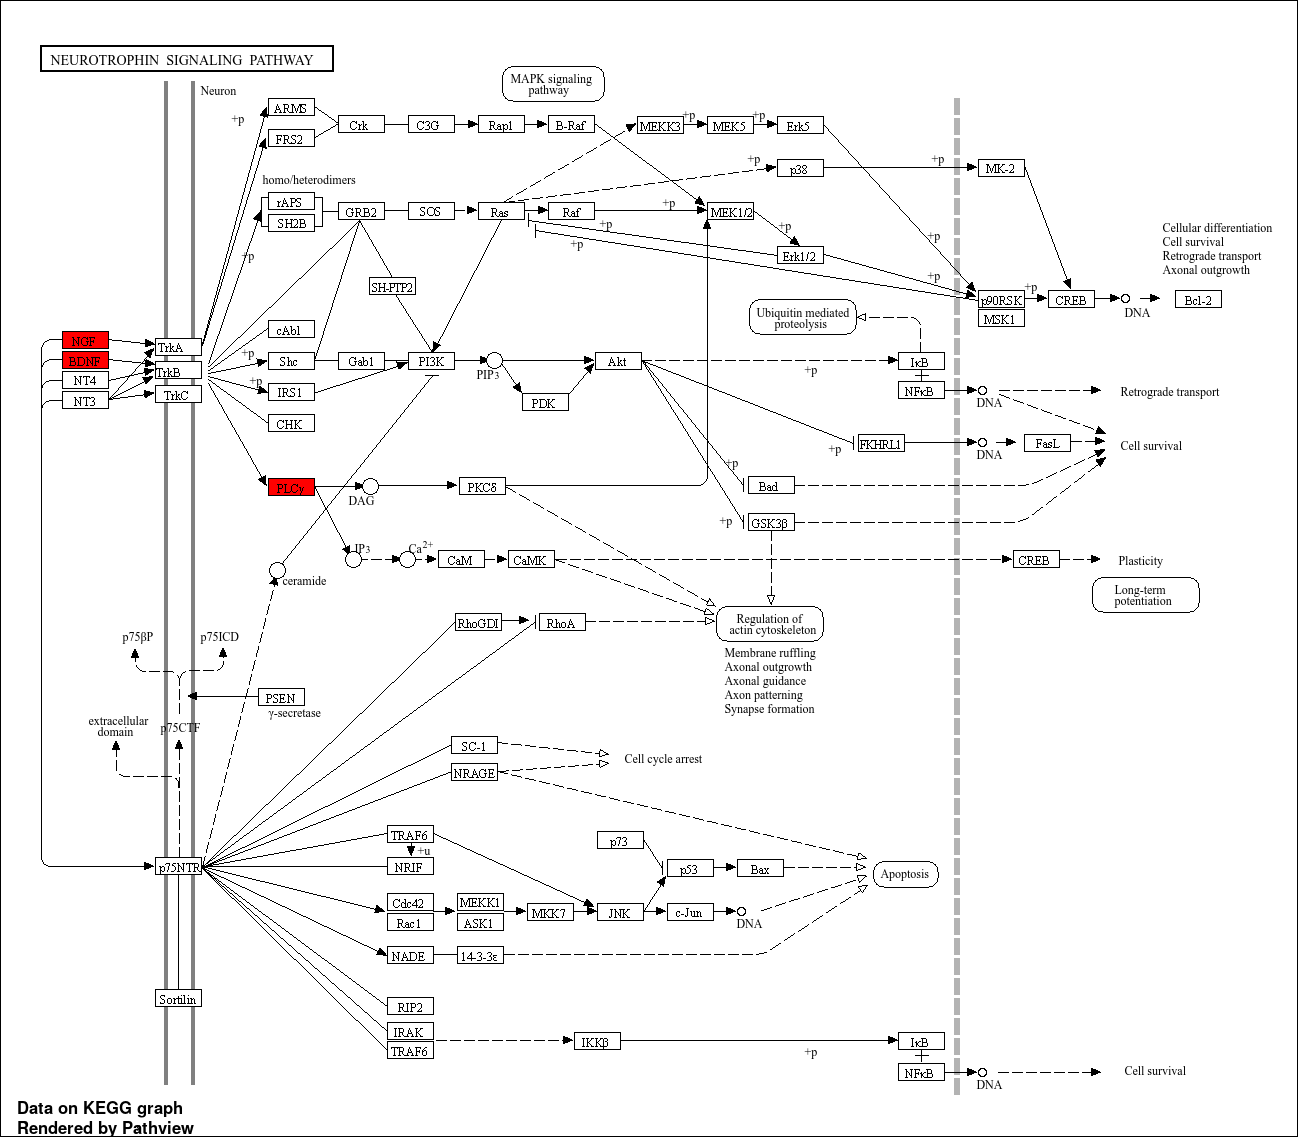 NEUROTROPHIN SIGNALING PATHWAY
Neuron
MAPK signaling
pathway
+p
ARMS
FRS2
Crk
C3G
Rap1
B-Raf
MEKK3
+p
MEK5
+p
Erk5
+p
p38
+p
MK-2
homo/heterodimers
rAPS
SH2B
GRB2
SOS
Ras
Raf
+p
MEK1/2
+p
+p
+p
Erk1/2
+p
+p
+p
SH-PTP2
p90RSK
MSK1
+p
CREB
DNA
Bcl-2
Cellular differentiation
Cell survival
Retrograde transport
Axonal outgrowth
Ubiquitin mediated
proteolysis
NGF
BDNF
NT4
NT3
TrkA
TrkB
TrkC
+p
+p
cAbl
Shc
IRS1
CHK
Gab1
PI3K
PIP3
PDK
Akt
+p
IκB
NFκB
DNA
Retrograde transport
+p
FKHRL1
DNA
FasL
Cell survival
+p
Bad
+p
GSK3β
PLCγ
DAG
PKCδ
IP3
Ca2+
CaM
CaMK
CREB
Plasticity
Long-term
potentiation
ceramide
RhoGDI
RhoA
Regulation of
actin cytoskeleton
Membrane ruffling
Axonal outgrowth
Axonal guidance
Axon patterning
Synapse formation
p75βP
p75ICD
PSEN
γ-secretase
extracellular
domain
p75CTF
SC-1
NRAGE
Cell cycle arrest
TRAF6
+u
NRIF
p73
p53
Bax
Apoptosis
p75NTR
Cdc42
Rac1
MEKK1
ASK1
MKK7
JNK
c-Jun
DNA
NADE
14-3-3ε
Sortilin
RIP2
IRAK
TRAF6
IKKβ
+p
IκB
NFκB
DNA
Cell survival
Data on KEGG graph
Rendered by Pathview